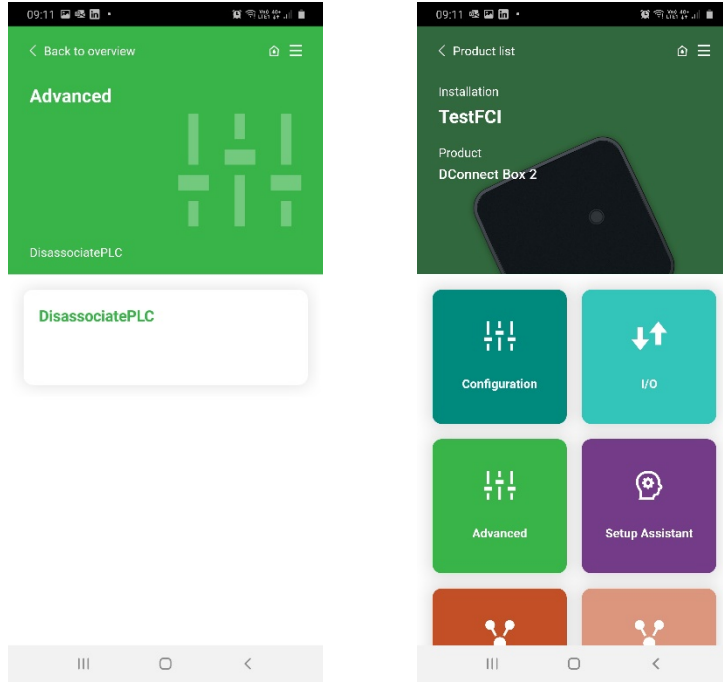 09:11
Back to overview
Advanced
DisassociatePLC
DisassociatePLC
09:11
Product list
Installation
TestFCI
Product
DConnect Box 2
Configuration
I/O
Advanced
Setup Assistant